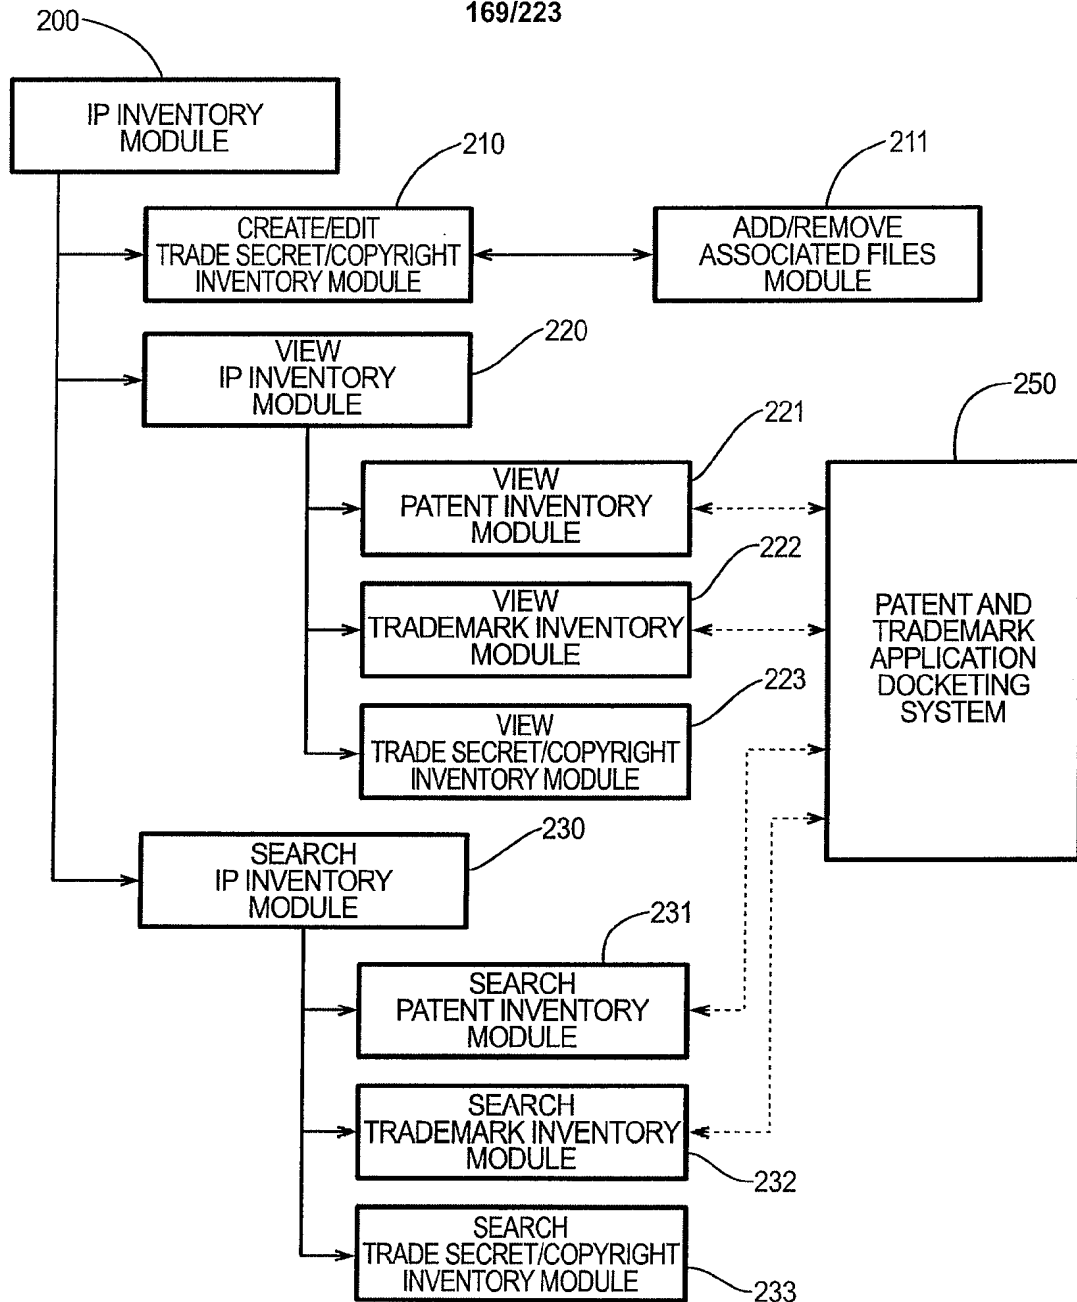 169/223
200
IP INVENTORY
MODULE
210
CREATE/EDIT
TRADE SECRET/COPYRIGHT
INVENTORY MODULE
211
ADD/REMOVE
ASSOCIATED FILES
MODULE
220
VIEW
IP INVENTORY
MODULE
250
PATENT AND
TRADEMARK
APPLICATION
DOCKETING
SYSTEM
221
VIEW
PATENT INVENTORY
MODULE
222
VIEW
TRADEMARK INVENTORY
MODULE
223
VIEW
TRADE SECRET/COPYRIGHT
INVENTORY MODULE
230
SEARCH
IP INVENTORY
MODULE
231
SEARCH
PATENT INVENTORY
MODULE
SEARCH
TRADEMARK INVENTORY
MODULE
232
SEARCH
TRADE SECRET/COPYRIGHT
INVENTORY MODULE
233